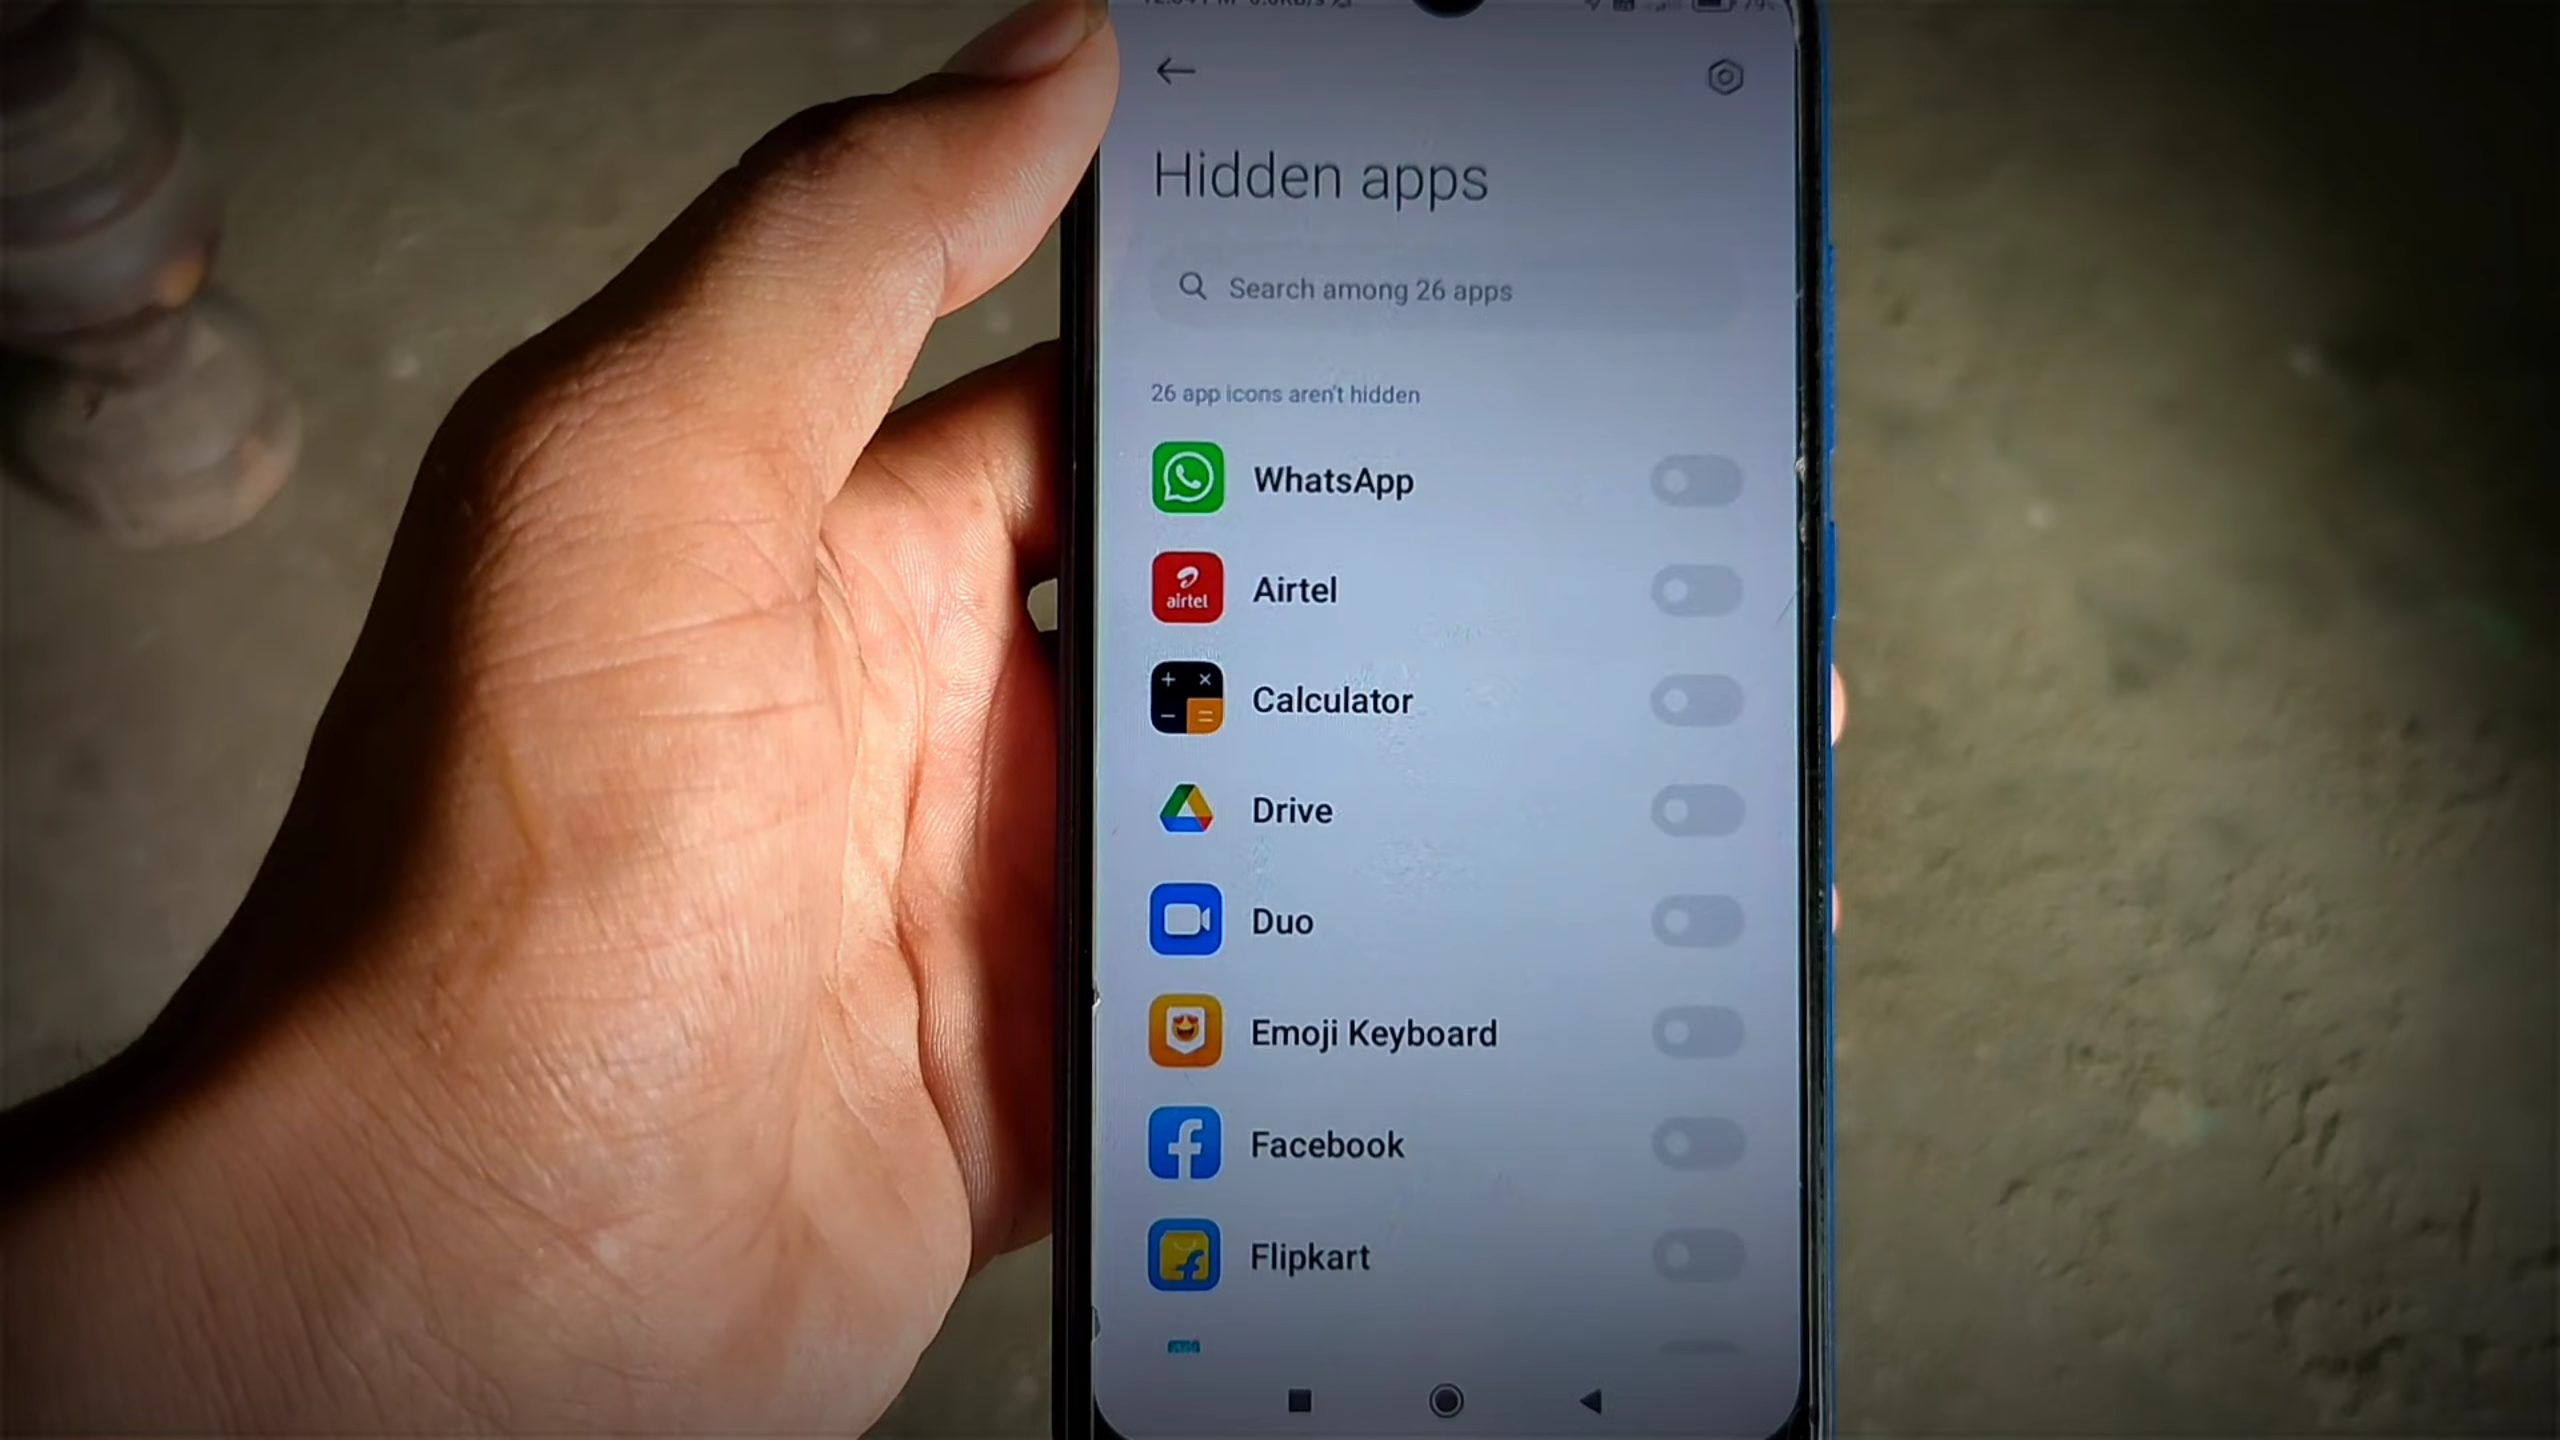 Hidden apps
Search among 26 apps
26 app icons aren't hidden
WhatsApp
airtel
Airtel
Calculator
Drive
Duo
Emoji Keyboard
Facebook
Flipkart